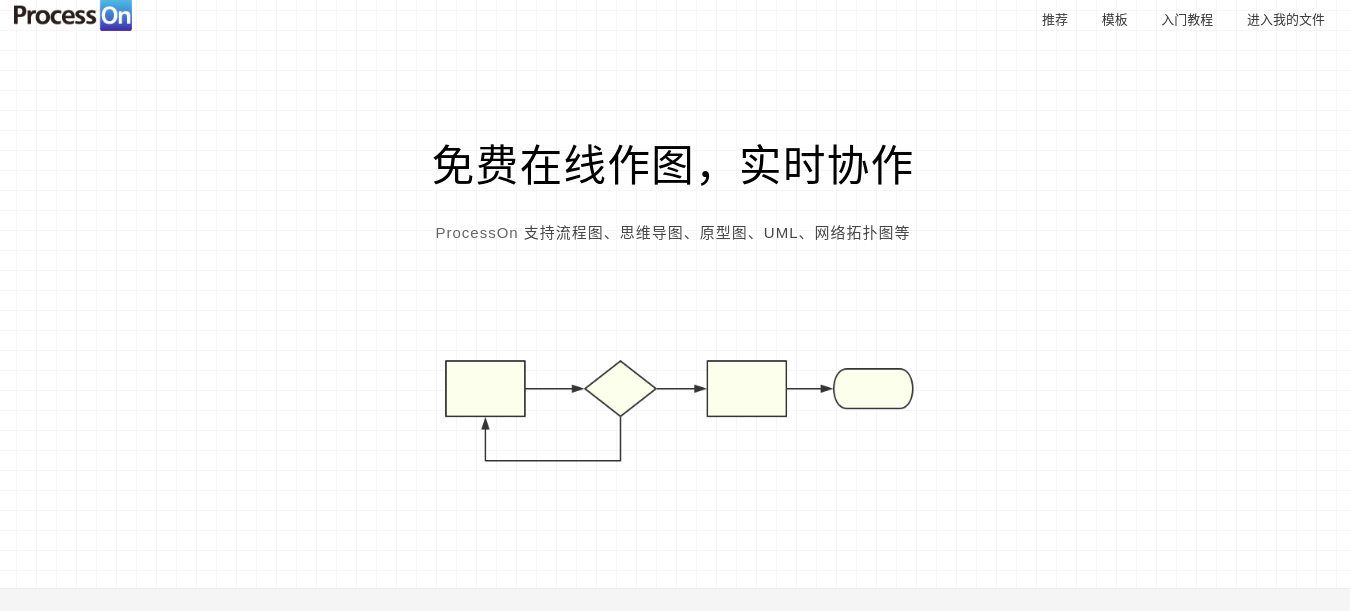 ProcessOn
推荐 模板 入门教程 进入我的文件
免费在线作图，实时协作
ProcessOn 支持流程图、思维导图、原型图、UML、网络拓扑图等